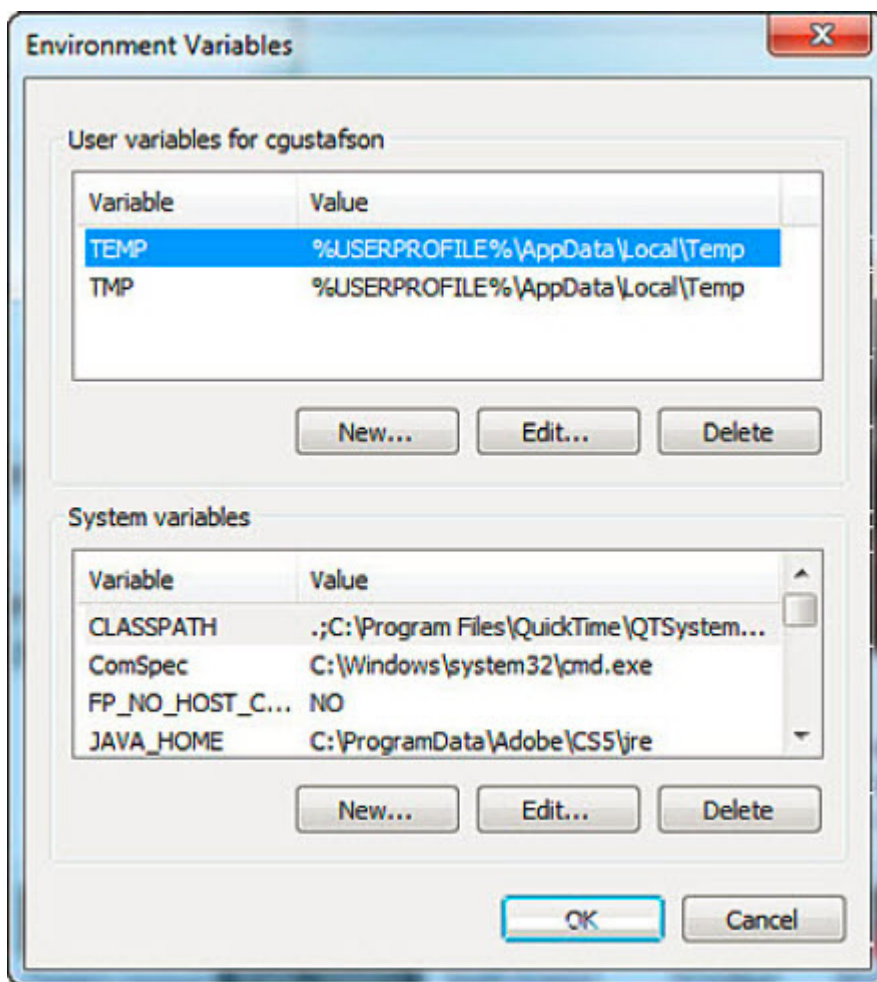 Environment Variables
User variables for cgustafson
Variable Value
TEMP %USERPROFILE%\AppData\Local\Temp
TMP %USERPROFILE%\AppData\Local\Temp
New... Edit... Delete
System variables
Variable Value
CLASSPATH .;C:\Program Files\QuickTime\QTSystem...
ComSpec C:\Windows\system32\cmd.exe
FP_NO_HOST_C... NO
JAVA_HOME C:\ProgramData\Adobe\CS5\jre
New... Edit... Delete
OK Cancel